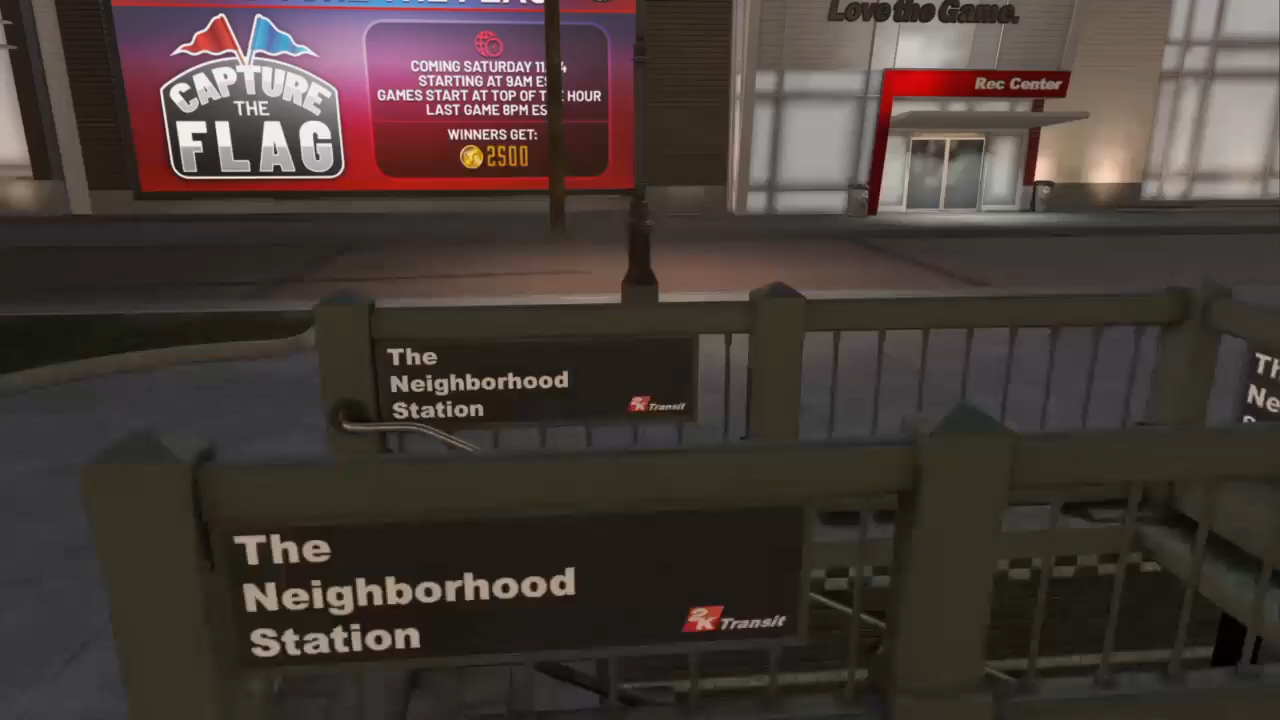 Love the Game.
Rec Center
CAPTURE
THE
FLAG
COMING SATURDAY
STARTING AT 9AM
GAMES START AT TOP OF HOUR
LAST GAME 8PM
WINNERS GET:
2500
The
Neighborhood
Station
2K Transit
The
Neighborhood
Station
2K Transit